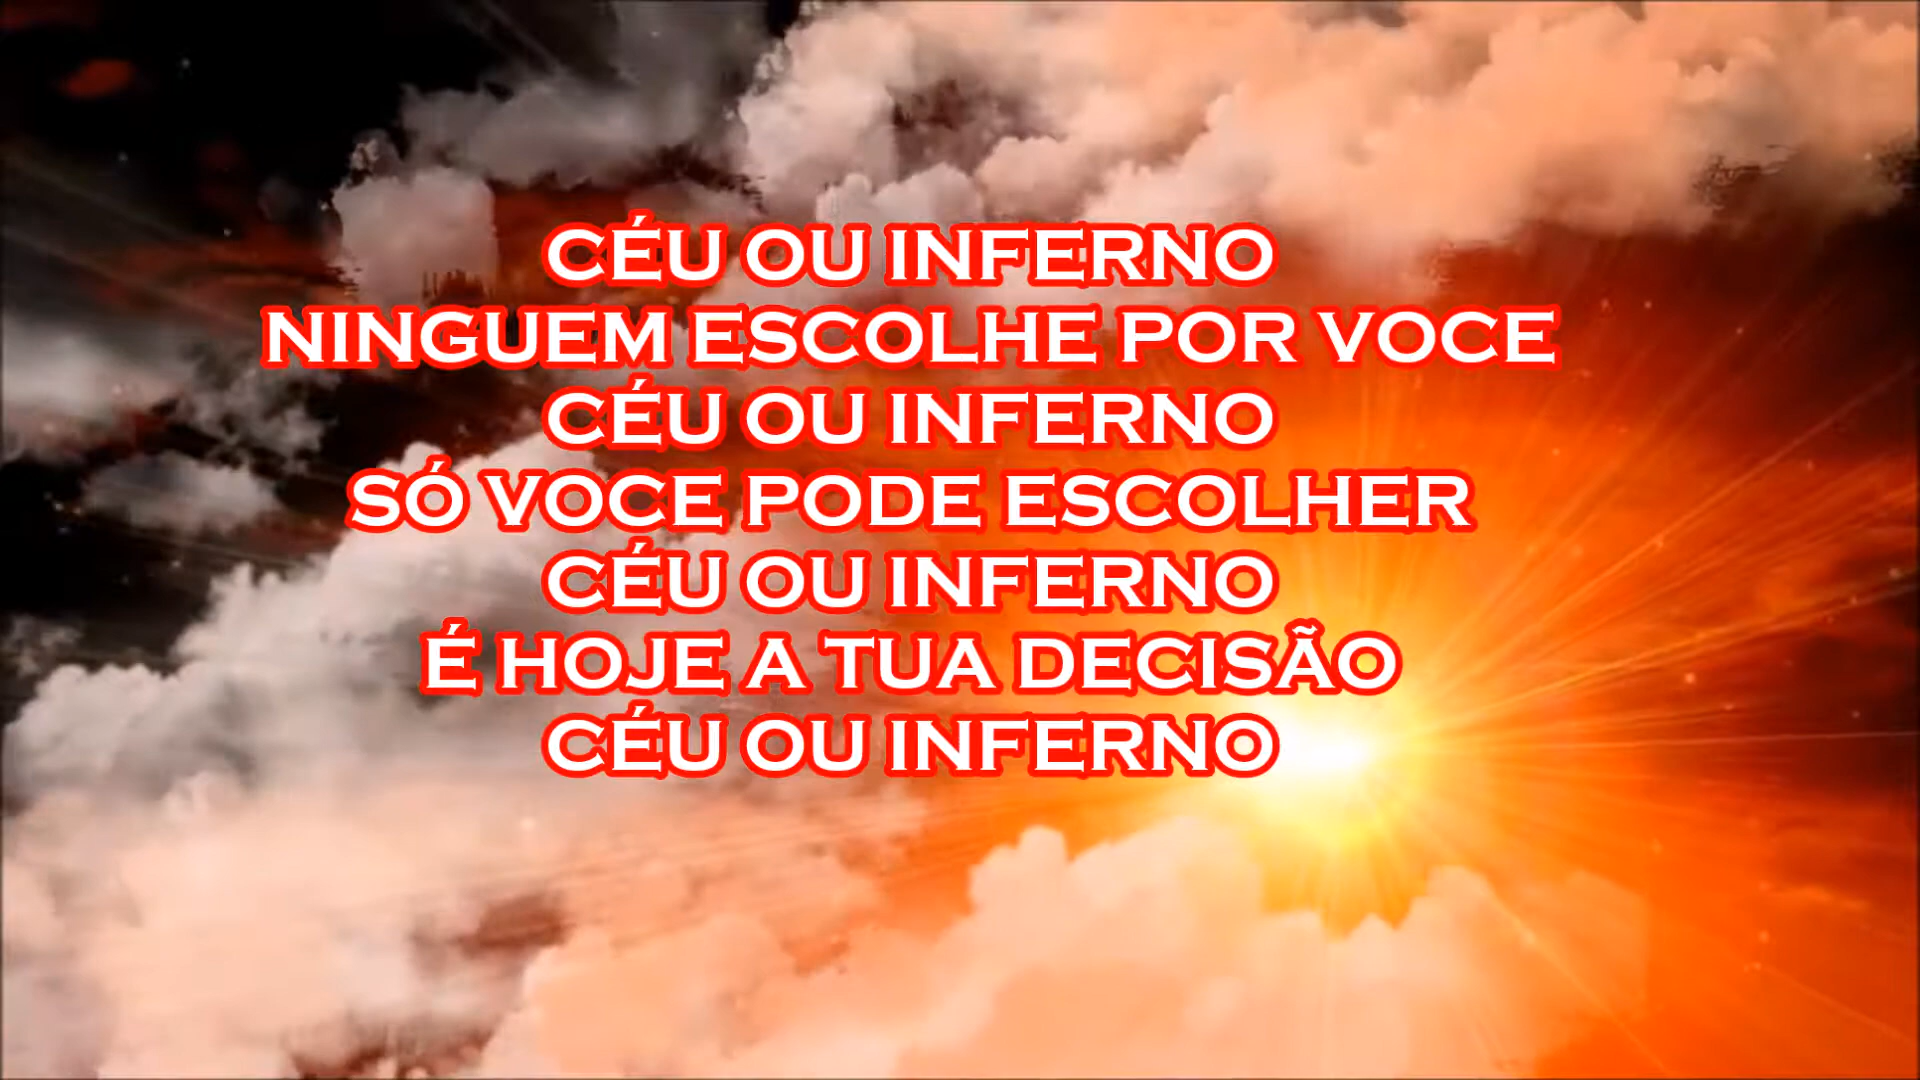 CÉU OU INFERNO
NINGUEM ESCOLHE POR VOCE
CÉU OU INFERNO
SÓ VOCE PODE ESCOLHER
CÉU OU INFERNO
É HOJE A TUA DECISÃO
CÉU OU INFERNO